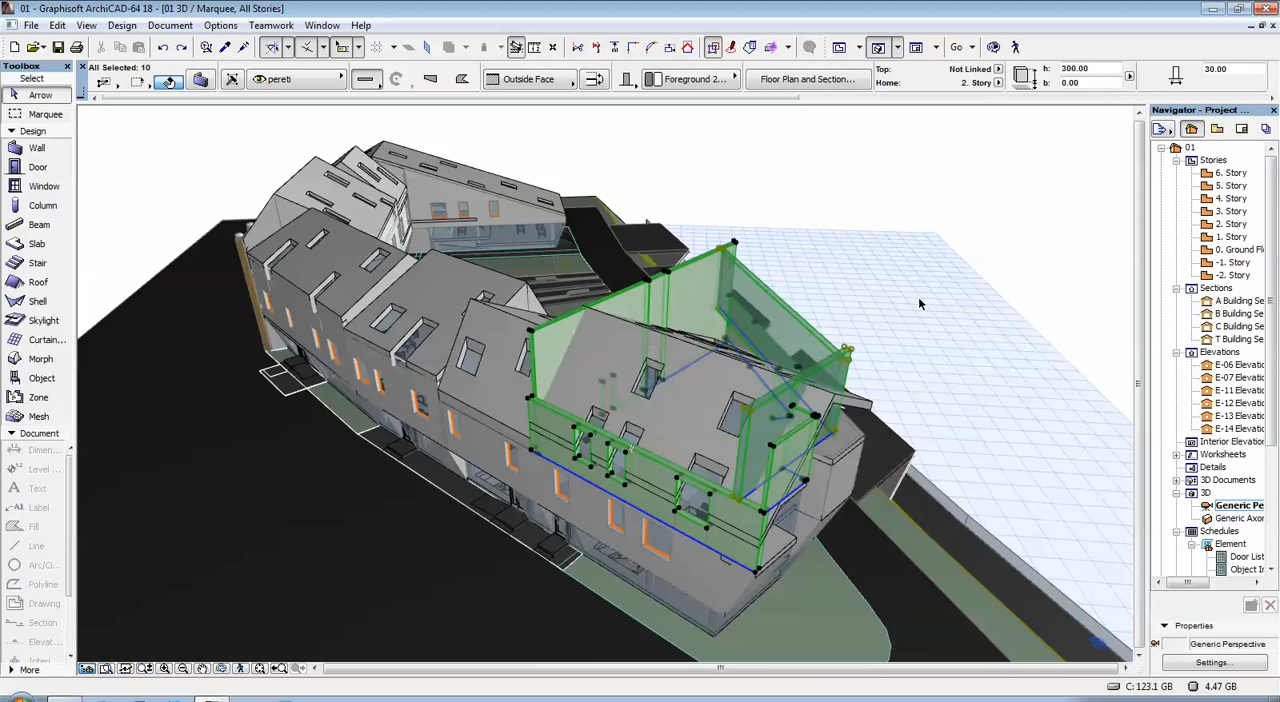 01 - Graphisoft ArchiCAD-64 18 - [01 3D / Marquee, All Stories]
File Edit View Design Document Options Teamwork Window Help
Go
Toolbox
Select
Arrow
Marquee
Design
Wall
Door
Window
Column
Beam
Slab
Stair
Roof
Shell
Skylight
Curtain...
Morph
Object
Zone
Mesh
Document
Dimen...
Level ...
Text
Label
Fill
Line
Arc/Ci...
Polyline
Drawing
Section
Elevat...
Interi...
More
All Selected: 10
pereti
Outside Face
Foreground 2...
Floor Plan and Section...
Top: Not Linked
Home: 2. Story
h: 300.00
b: 0.00
30.00
Navigator - Project ...
01
Stories
6. Story
5. Story
4. Story
3. Story
2. Story
1. Story
0. Ground Fl
-1. Story
-2. Story
Sections
A Building Se
B Building Se
C Building Se
T Building Se
Elevations
E-06 Elevatio
E-07 Elevatio
E-11 Elevatio
E-12 Elevatio
E-13 Elevatio
E-14 Elevatio
Interior Elevatio
Worksheets
Details
3D Documents
3D
Generic Pe
Generic Axon
Schedules
Element
Door List
Object In
Properties
Generic Perspective
Settings...
C: 123.1 GB
4.47 GB